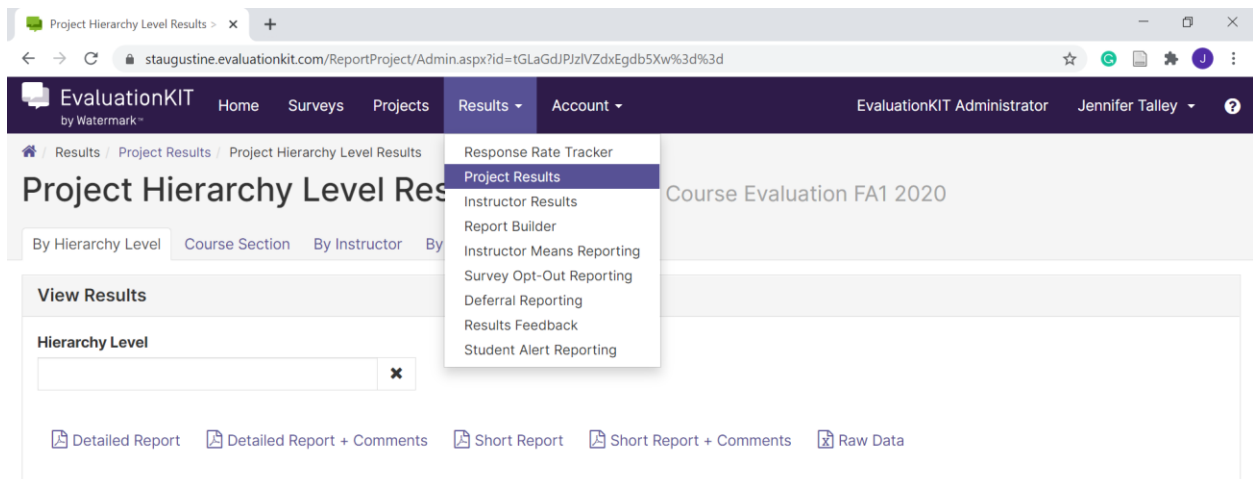 Project Hierarchy Level Results >
staugustine.evaluationkit.com/ReportProject/Admin.aspx?id=tGLaGdJPJzlVZdxEgdb5Xw%3d%3d
J
EvaluationKIT by Watermark™ Home Surveys Projects Results Account EvaluationKIT Administrator Jennifer Talley ?
/ Results / Project Results / Project Hierarchy Level Results
Project Hierarchy Level Res Course Evaluation FA1 2020
By Hierarchy Level Course Section By Instructor By
Response Rate Tracker
Project Results
Instructor Results
Report Builder
Instructor Means Reporting
Survey Opt-Out Reporting
Deferral Reporting
Results Feedback
Student Alert Reporting
View Results
Hierarchy Level
Detailed Report Detailed Report + Comments Short Report Short Report + Comments Raw Data